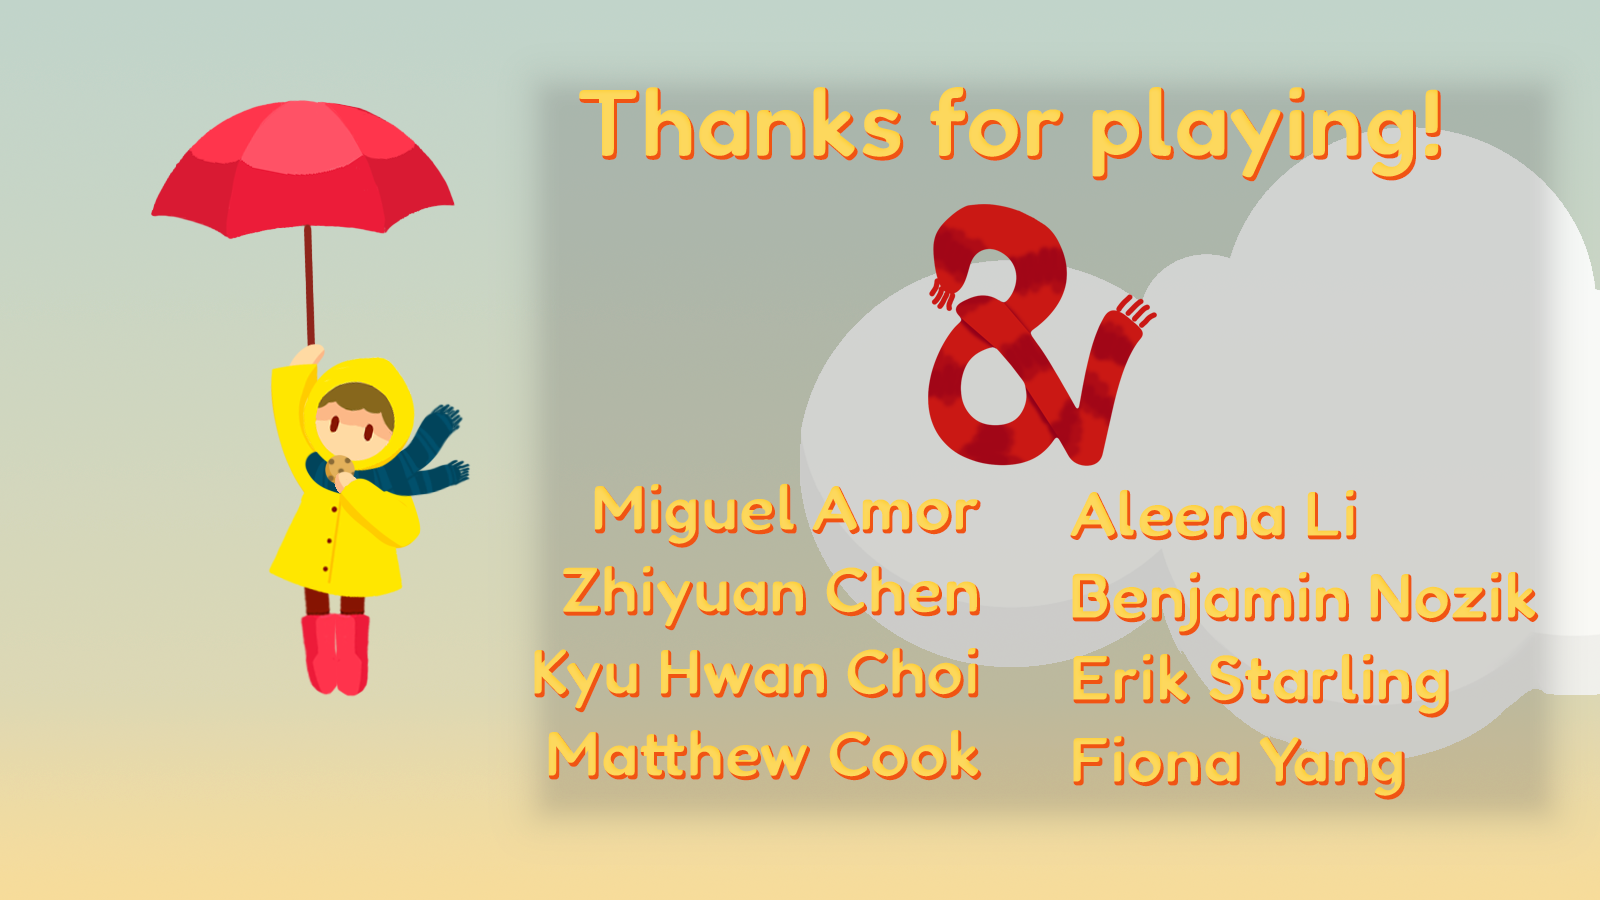 Thanks for playing!
&
Miguel Amor
Zhiyuan Chen
Kyu Hwan Choi
Matthew Cook
Aleena Li
Benjamin Nozik
Erik Starling
Fiona Yang